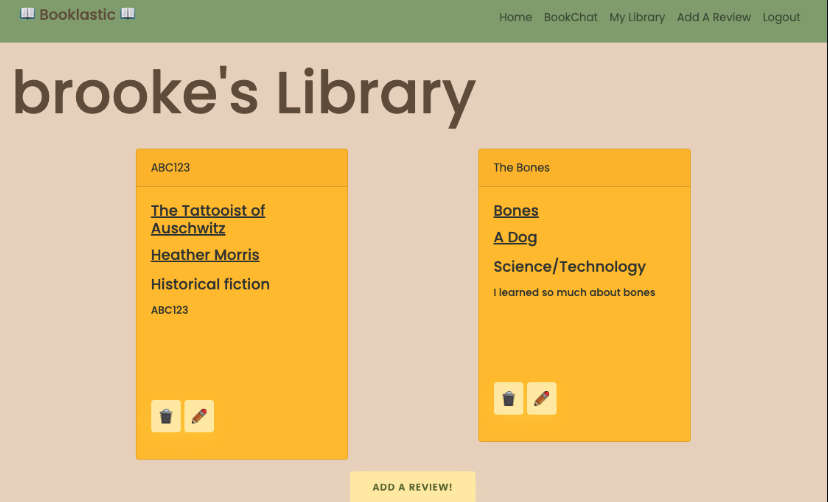 📖 Booklastic 📖
Home BookChat My Library Add A Review Logout
brooke's Library
ABC123
The Tattooist of
Auschwitz
Heather Morris
Historical fiction
ABC123
The Bones
Bones
A Dog
Science/Technology
I learned so much about bones
ADD A REVIEW!